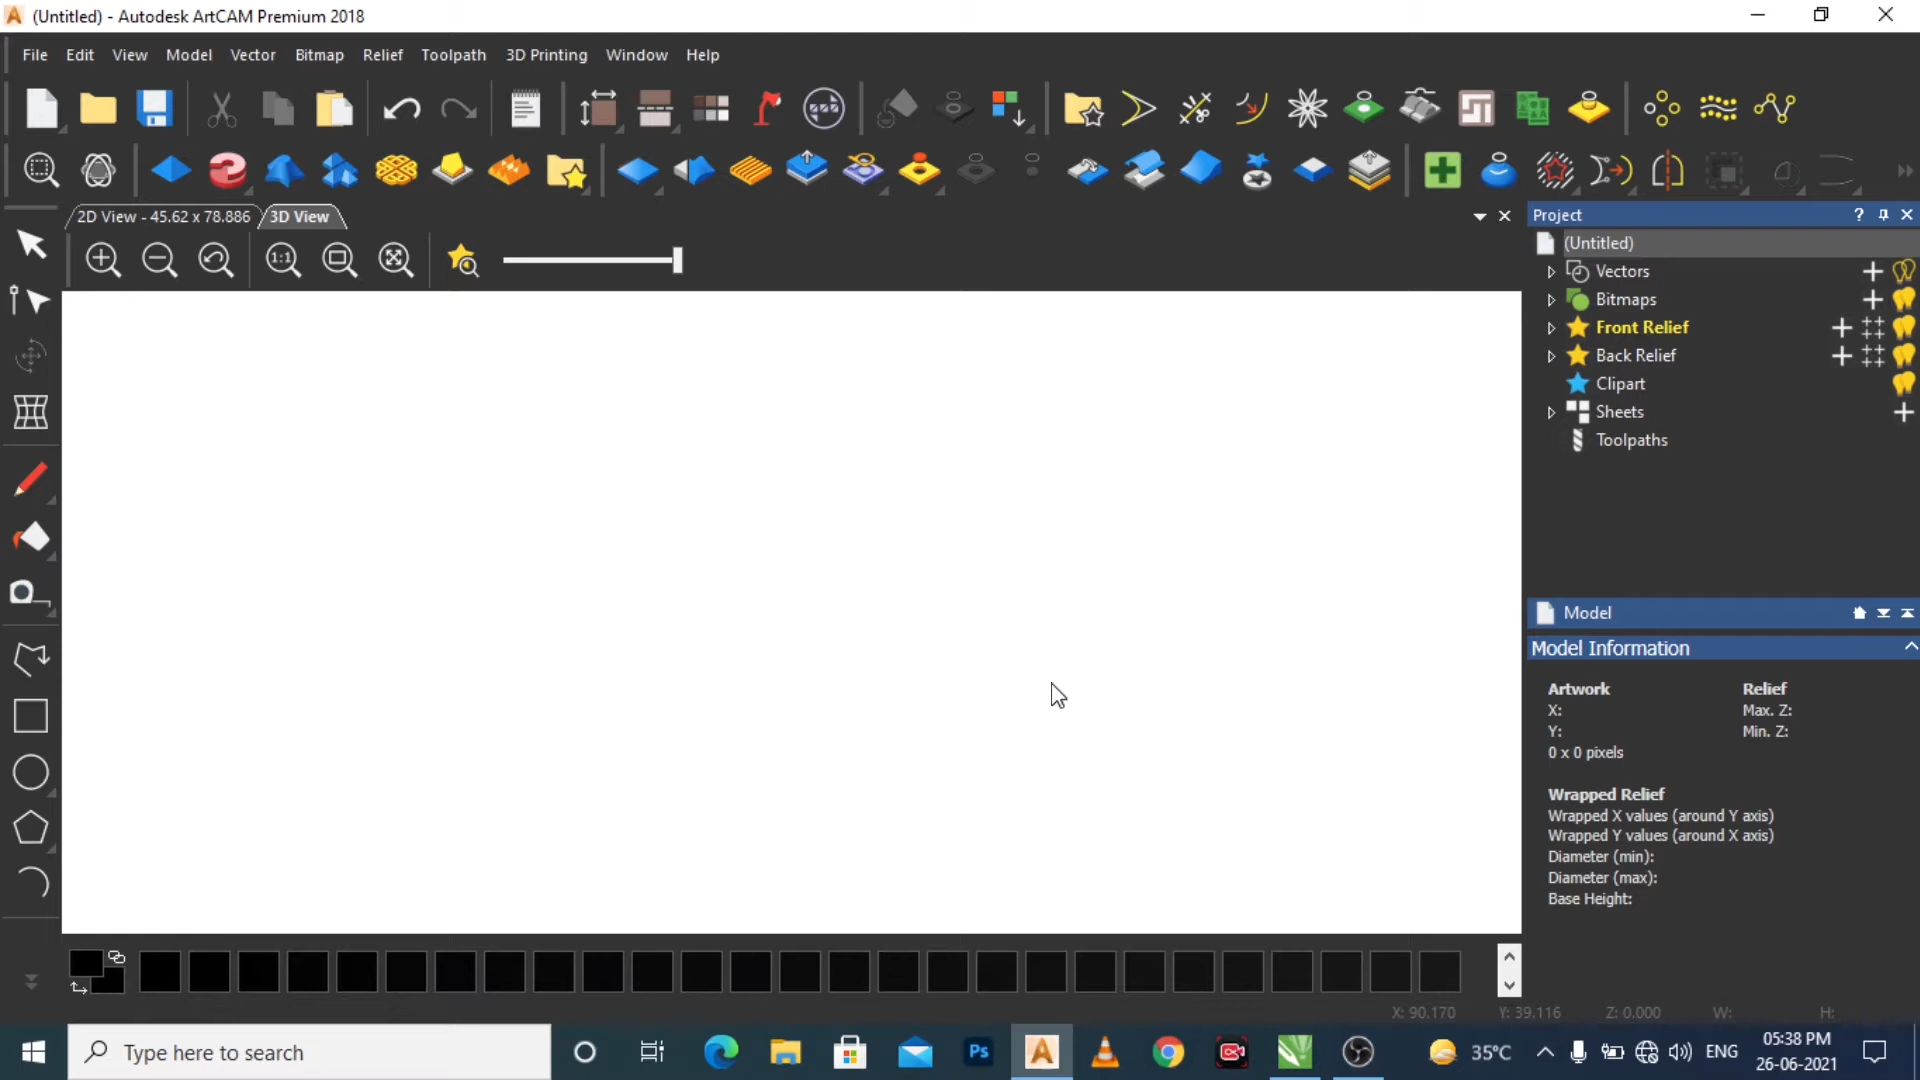 (Untitled) - Autodesk ArtCAM Premium 2018
File Edit View Model Vector Bitmap Relief Toolpath 3D Printing Window Help
2D View - 45.62 x 78.886 3D View
1:1
Project ?
(Untitled)
Vectors
Bitmaps
Front Relief
Back Relief
Clipart
Sheets
Toolpaths
Model
Model Information
Artwork Relief
X: Max. Z:
Y: Min. Z:
0 x 0 pixels
Wrapped Relief
Wrapped X values (around Y axis)
Wrapped Y values (around X axis)
Diameter (min):
Diameter (max):
Base Height:
X: 90.170 Y: 39.116 Z: 0.000 W: H:
Type here to search
Ps
35°C
ENG
05:38 PM
26-06-2021